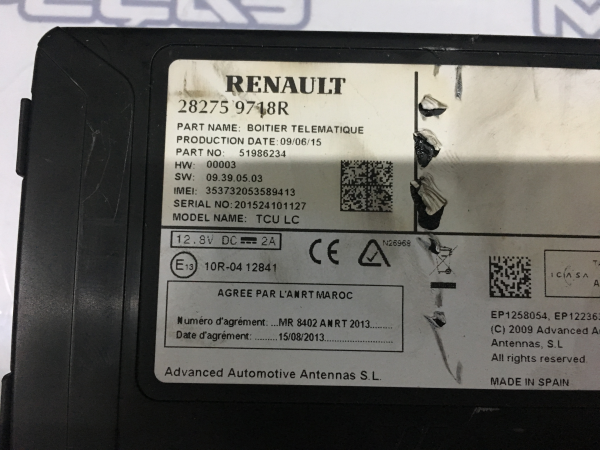 RENAULT
28275 9718R
PART NAME: BOITIER TELEMATIQUE
PRODUCTION DATE: 09/06/15
PART NO: 51986234
HW: 00003
SW: 09.39.05.03
IMEI: 353732053589413
SERIAL NO: 201524101127
MODEL NAME: TCU LC
12.8V DC 2A
CE N26968
E13 10R-04 12841
ICASA
AGREE PAR L'ANRT MAROC
Numéro d'agrément: ...MR 8402 ANRT 2013.......
Date d'agrément: .........15/08/2013...........
EP1258054, EP122363
(C) 2009 Advanced
Antennas, S.L
All rights reserved.
Advanced Automotive Antennas S.L.
MADE IN SPAIN